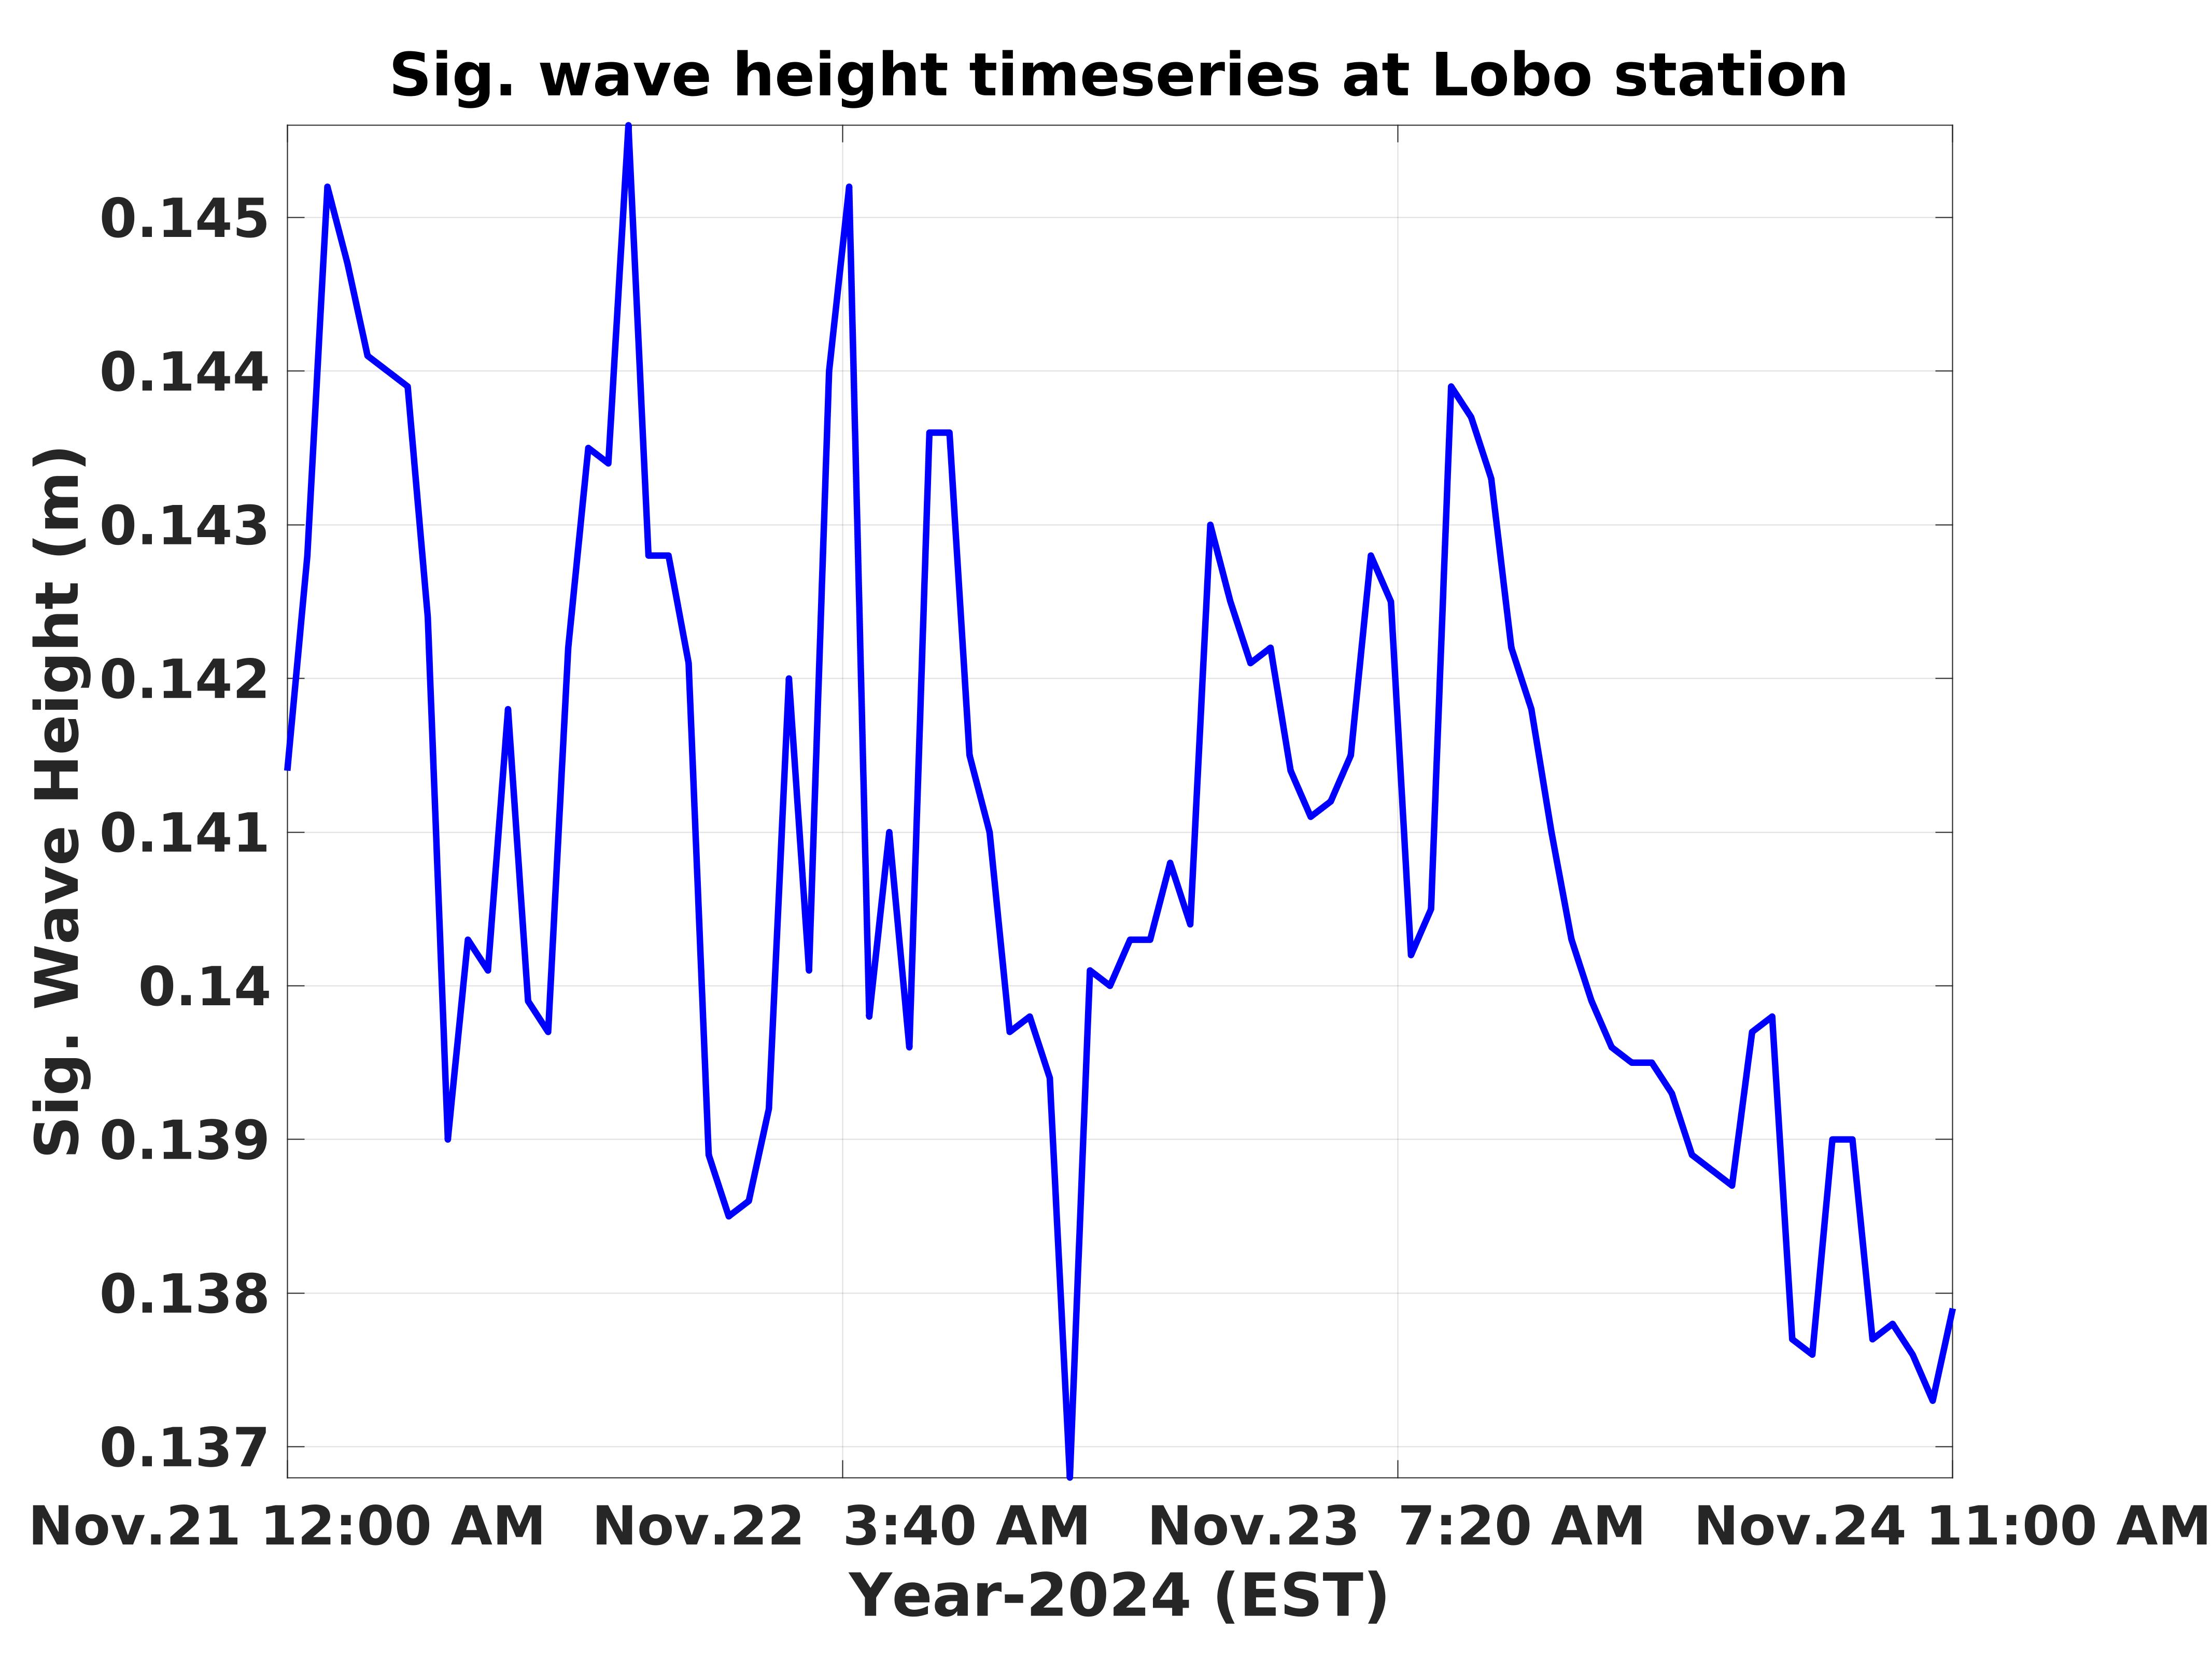 Sig. wave height timeseries at Lobo station
Sig. Wave Height (m)
0.145
0.144
0.143
0.142
0.141
0.14
0.139
0.138
0.137
Nov.21 12:00 AM Nov.22 3:40 AM Nov.23 7:20 AM Nov.24 11:00 AM
Year-2024 (EST)